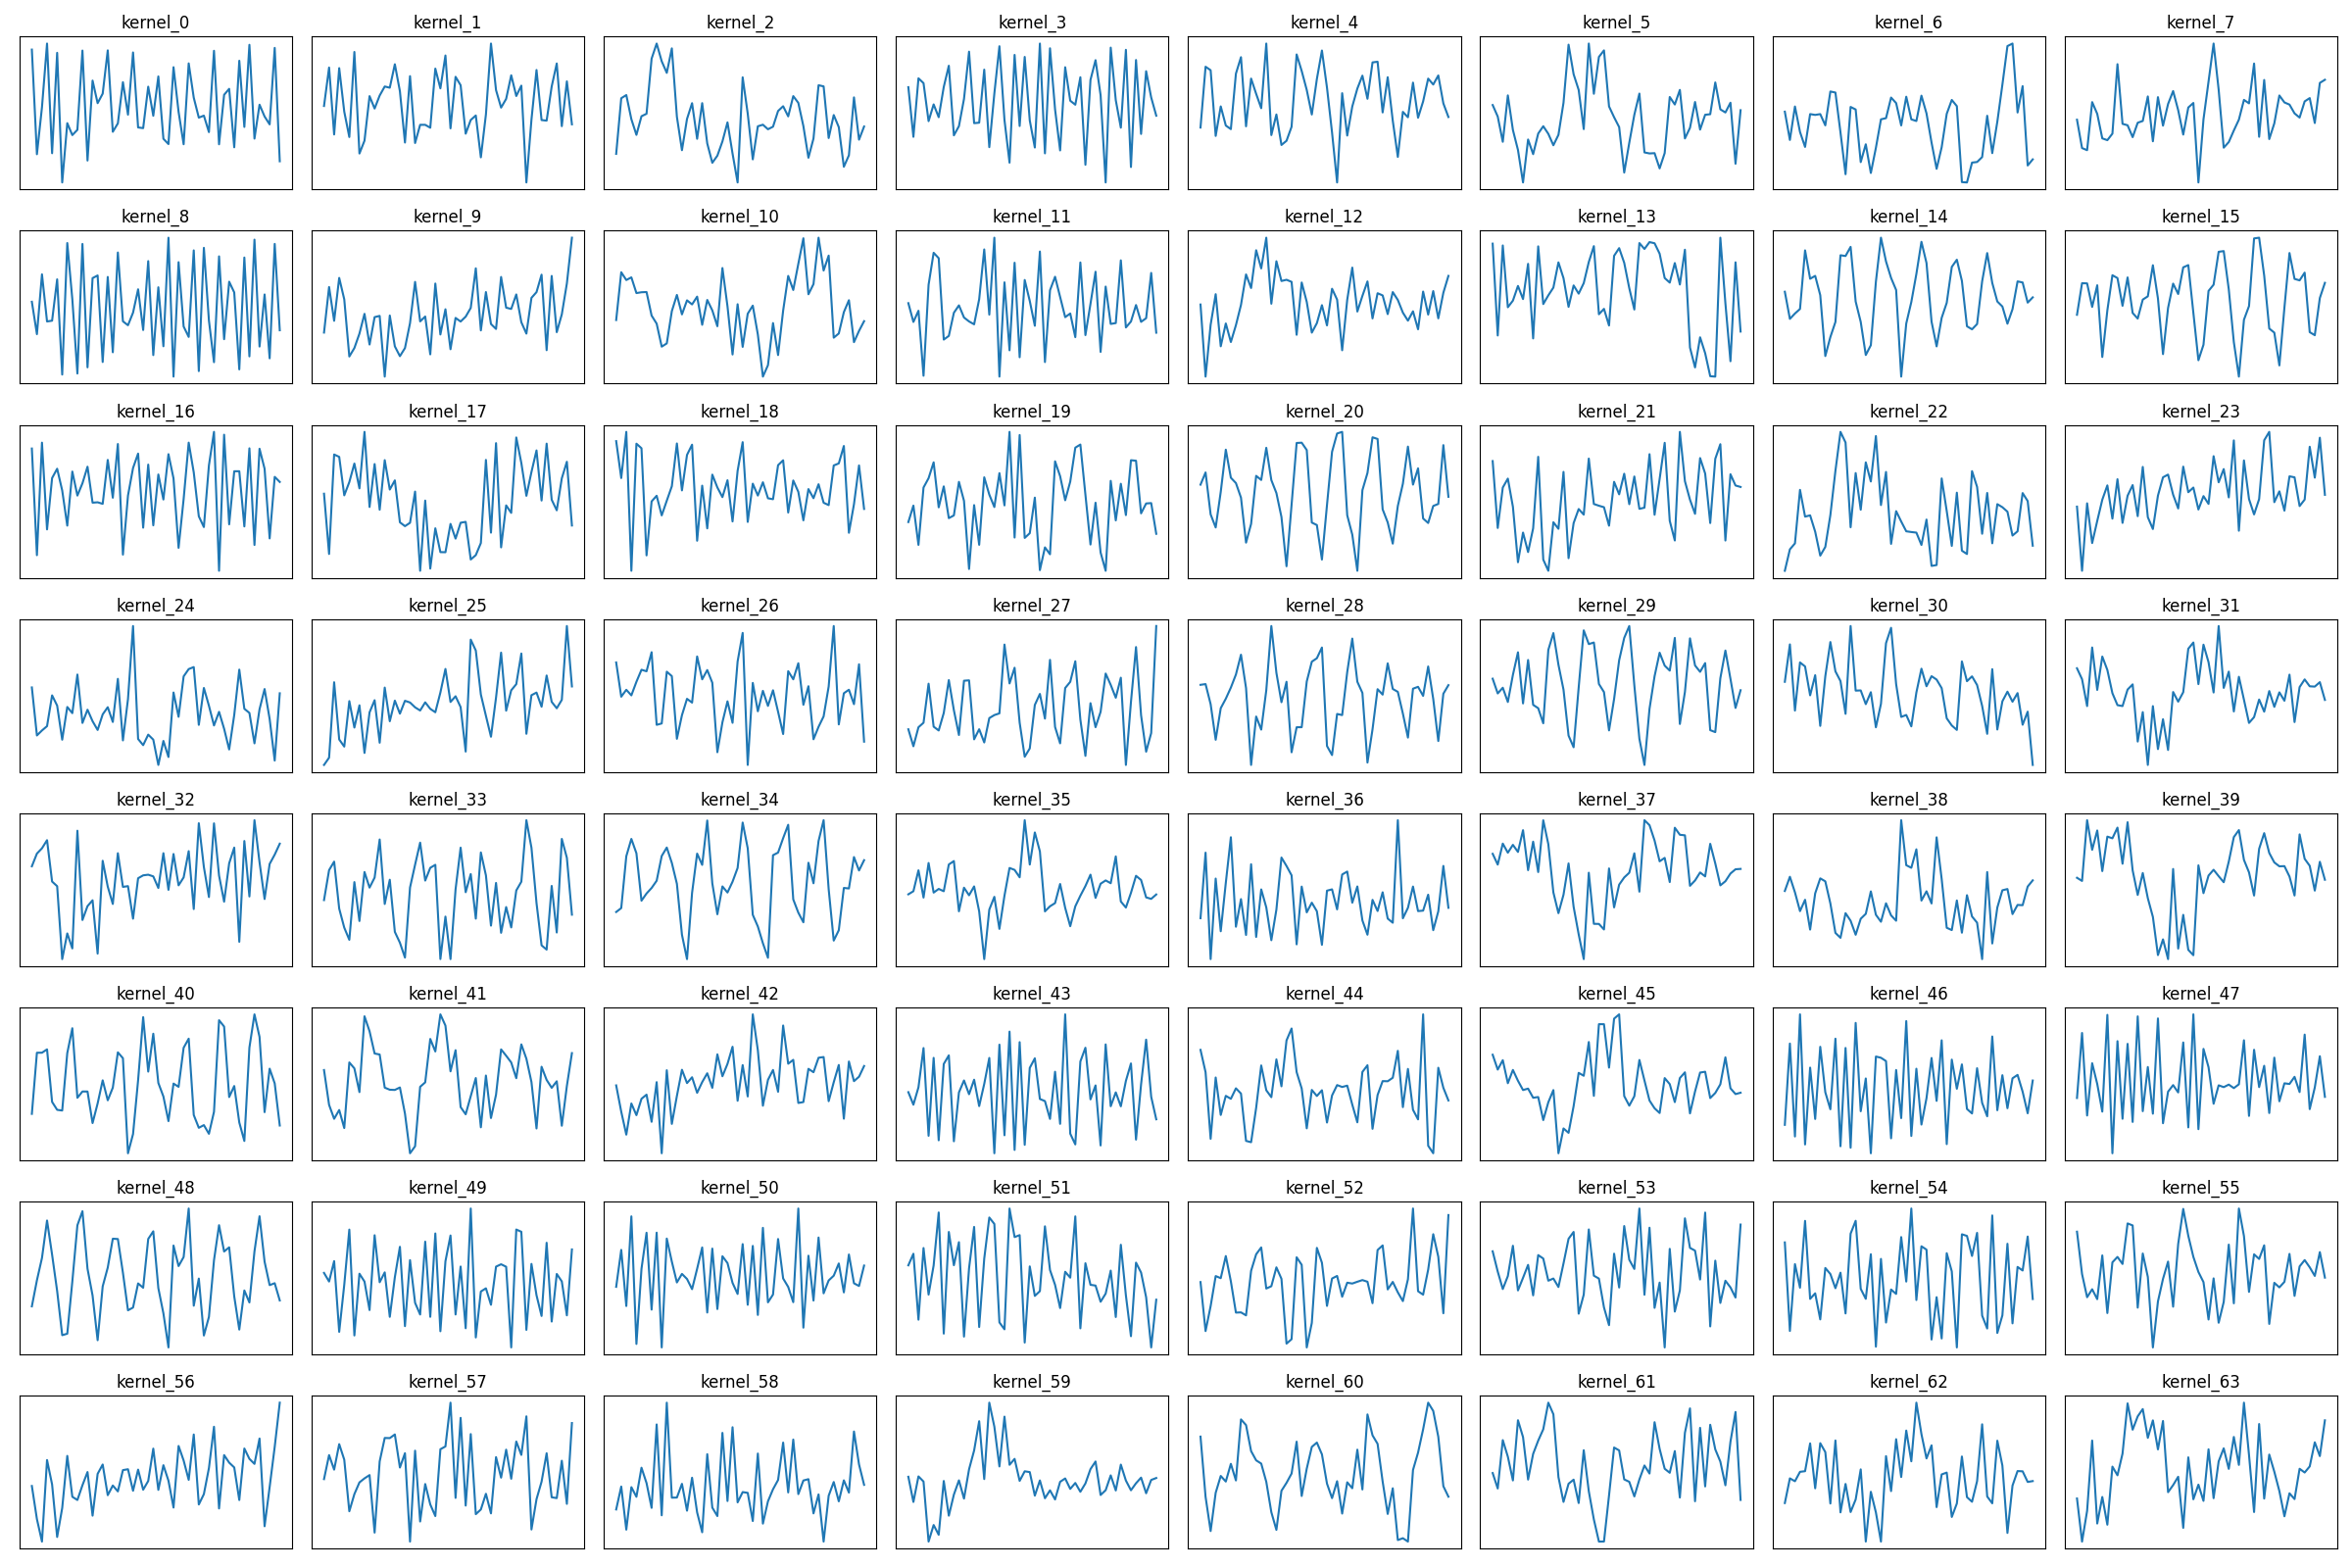 kernel_0 kernel_1 kernel_2 kernel_3 kernel_4 kernel_5 kernel_6 kernel_7
kernel_8 kernel_9 kernel_10 kernel_11 kernel_12 kernel_13 kernel_14 kernel_15
kernel_16 kernel_17 kernel_18 kernel_19 kernel_20 kernel_21 kernel_22 kernel_23
kernel_24 kernel_25 kernel_26 kernel_27 kernel_28 kernel_29 kernel_30 kernel_31
kernel_32 kernel_33 kernel_34 kernel_35 kernel_36 kernel_37 kernel_38 kernel_39
kernel_40 kernel_41 kernel_42 kernel_43 kernel_44 kernel_45 kernel_46 kernel_47
kernel_48 kernel_49 kernel_50 kernel_51 kernel_52 kernel_53 kernel_54 kernel_55
kernel_56 kernel_57 kernel_58 kernel_59 kernel_60 kernel_61 kernel_62 kernel_63